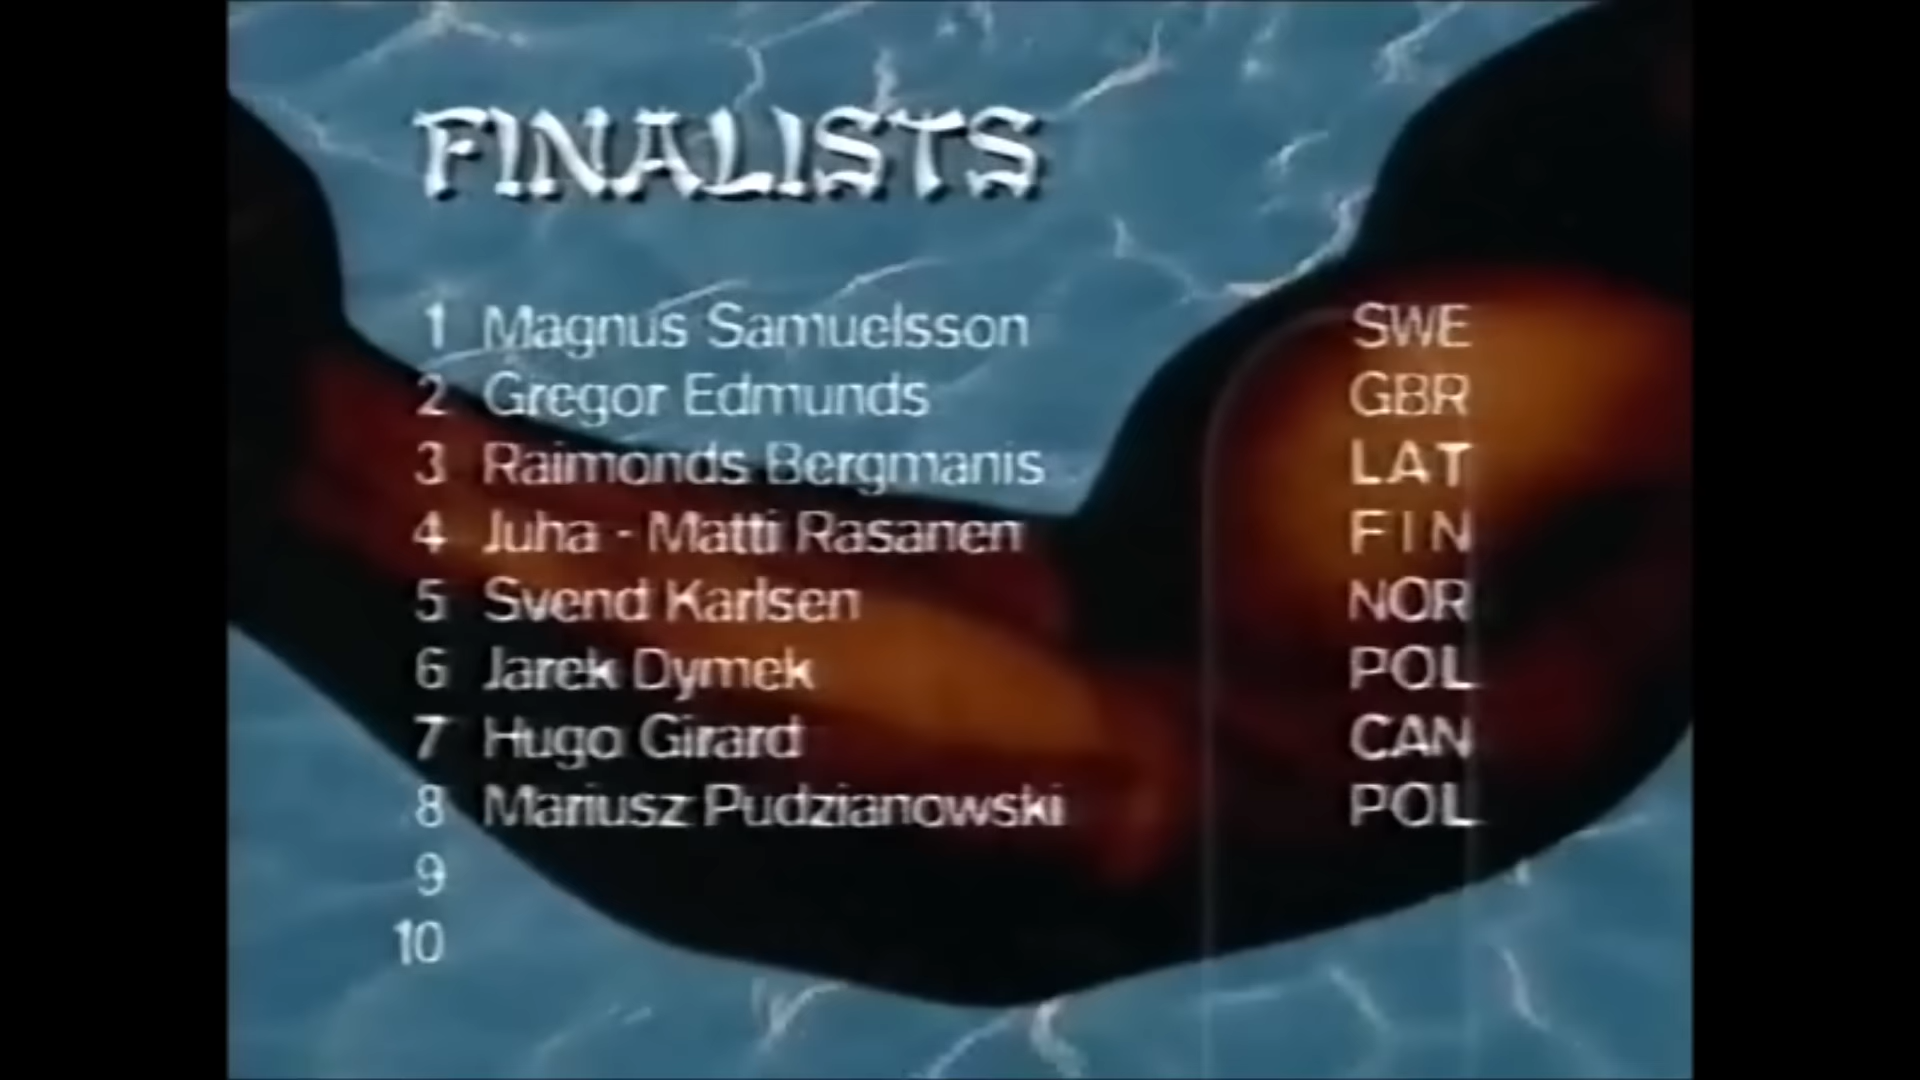 FINALISTS
1 Magnus Samuelsson SWE
2 Gregor Edmunds GBR
3 Raimonds Bergmanis LAT
4 Juha - Matti Rasanen FIN
5 Svend Karlsen NOR
6 Jarek Dymek POL
7 Hugo Girard CAN
8 Mariusz Pudzianowski POL
9
10